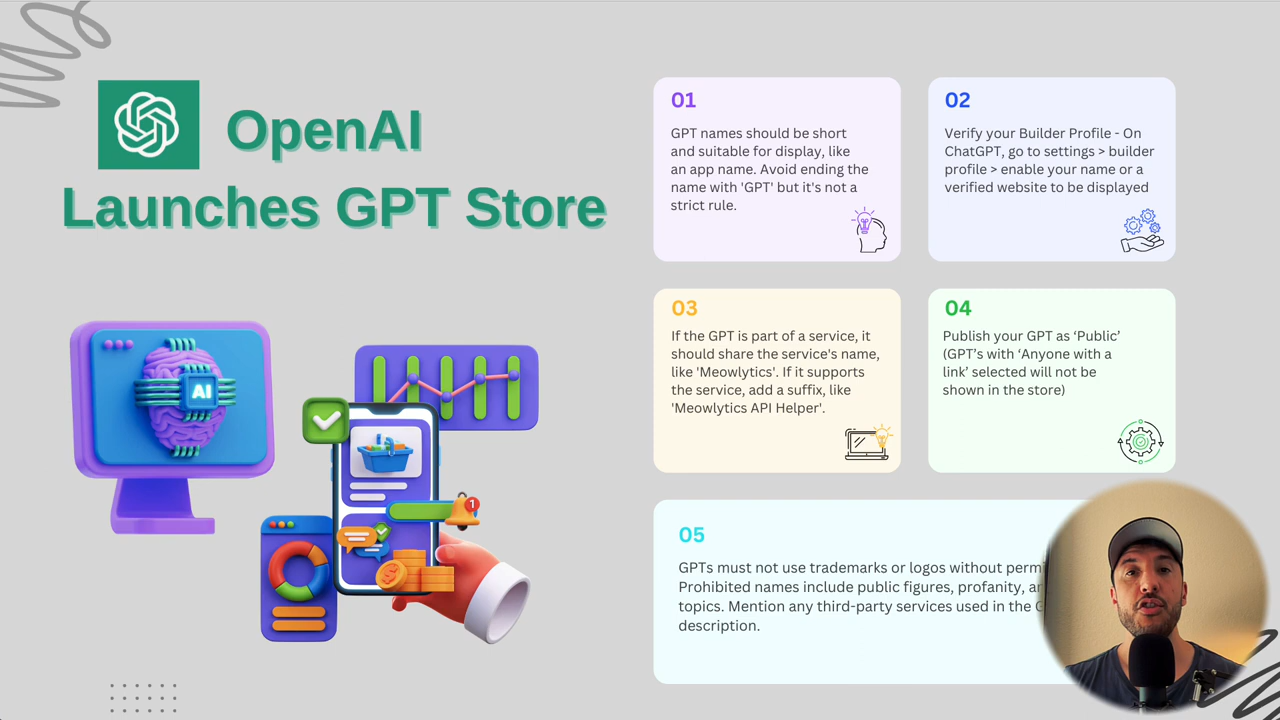 OpenAI
Launches GPT Store
AI
1
01
GPT names should be short
and suitable for display, like
an app name. Avoid ending the
name with 'GPT' but it's not a
strict rule.
02
Verify your Builder Profile - On
ChatGPT, go to settings > builder
profile > enable your name or a
verified website to be displayed
03
If the GPT is part of a service, it
should share the service's name,
like 'Meowlytics'. If it supports
the service, add a suffix, like
'Meowlytics API Helper'.
04
Publish your GPT as ‘Public’
(GPT’s with ‘Anyone with a
link’ selected will not be
shown in the store)
05
GPTs must not use trademarks or logos without
Prohibited names include public figures, profanity,
topics. Mention any third-party services used in the
description.